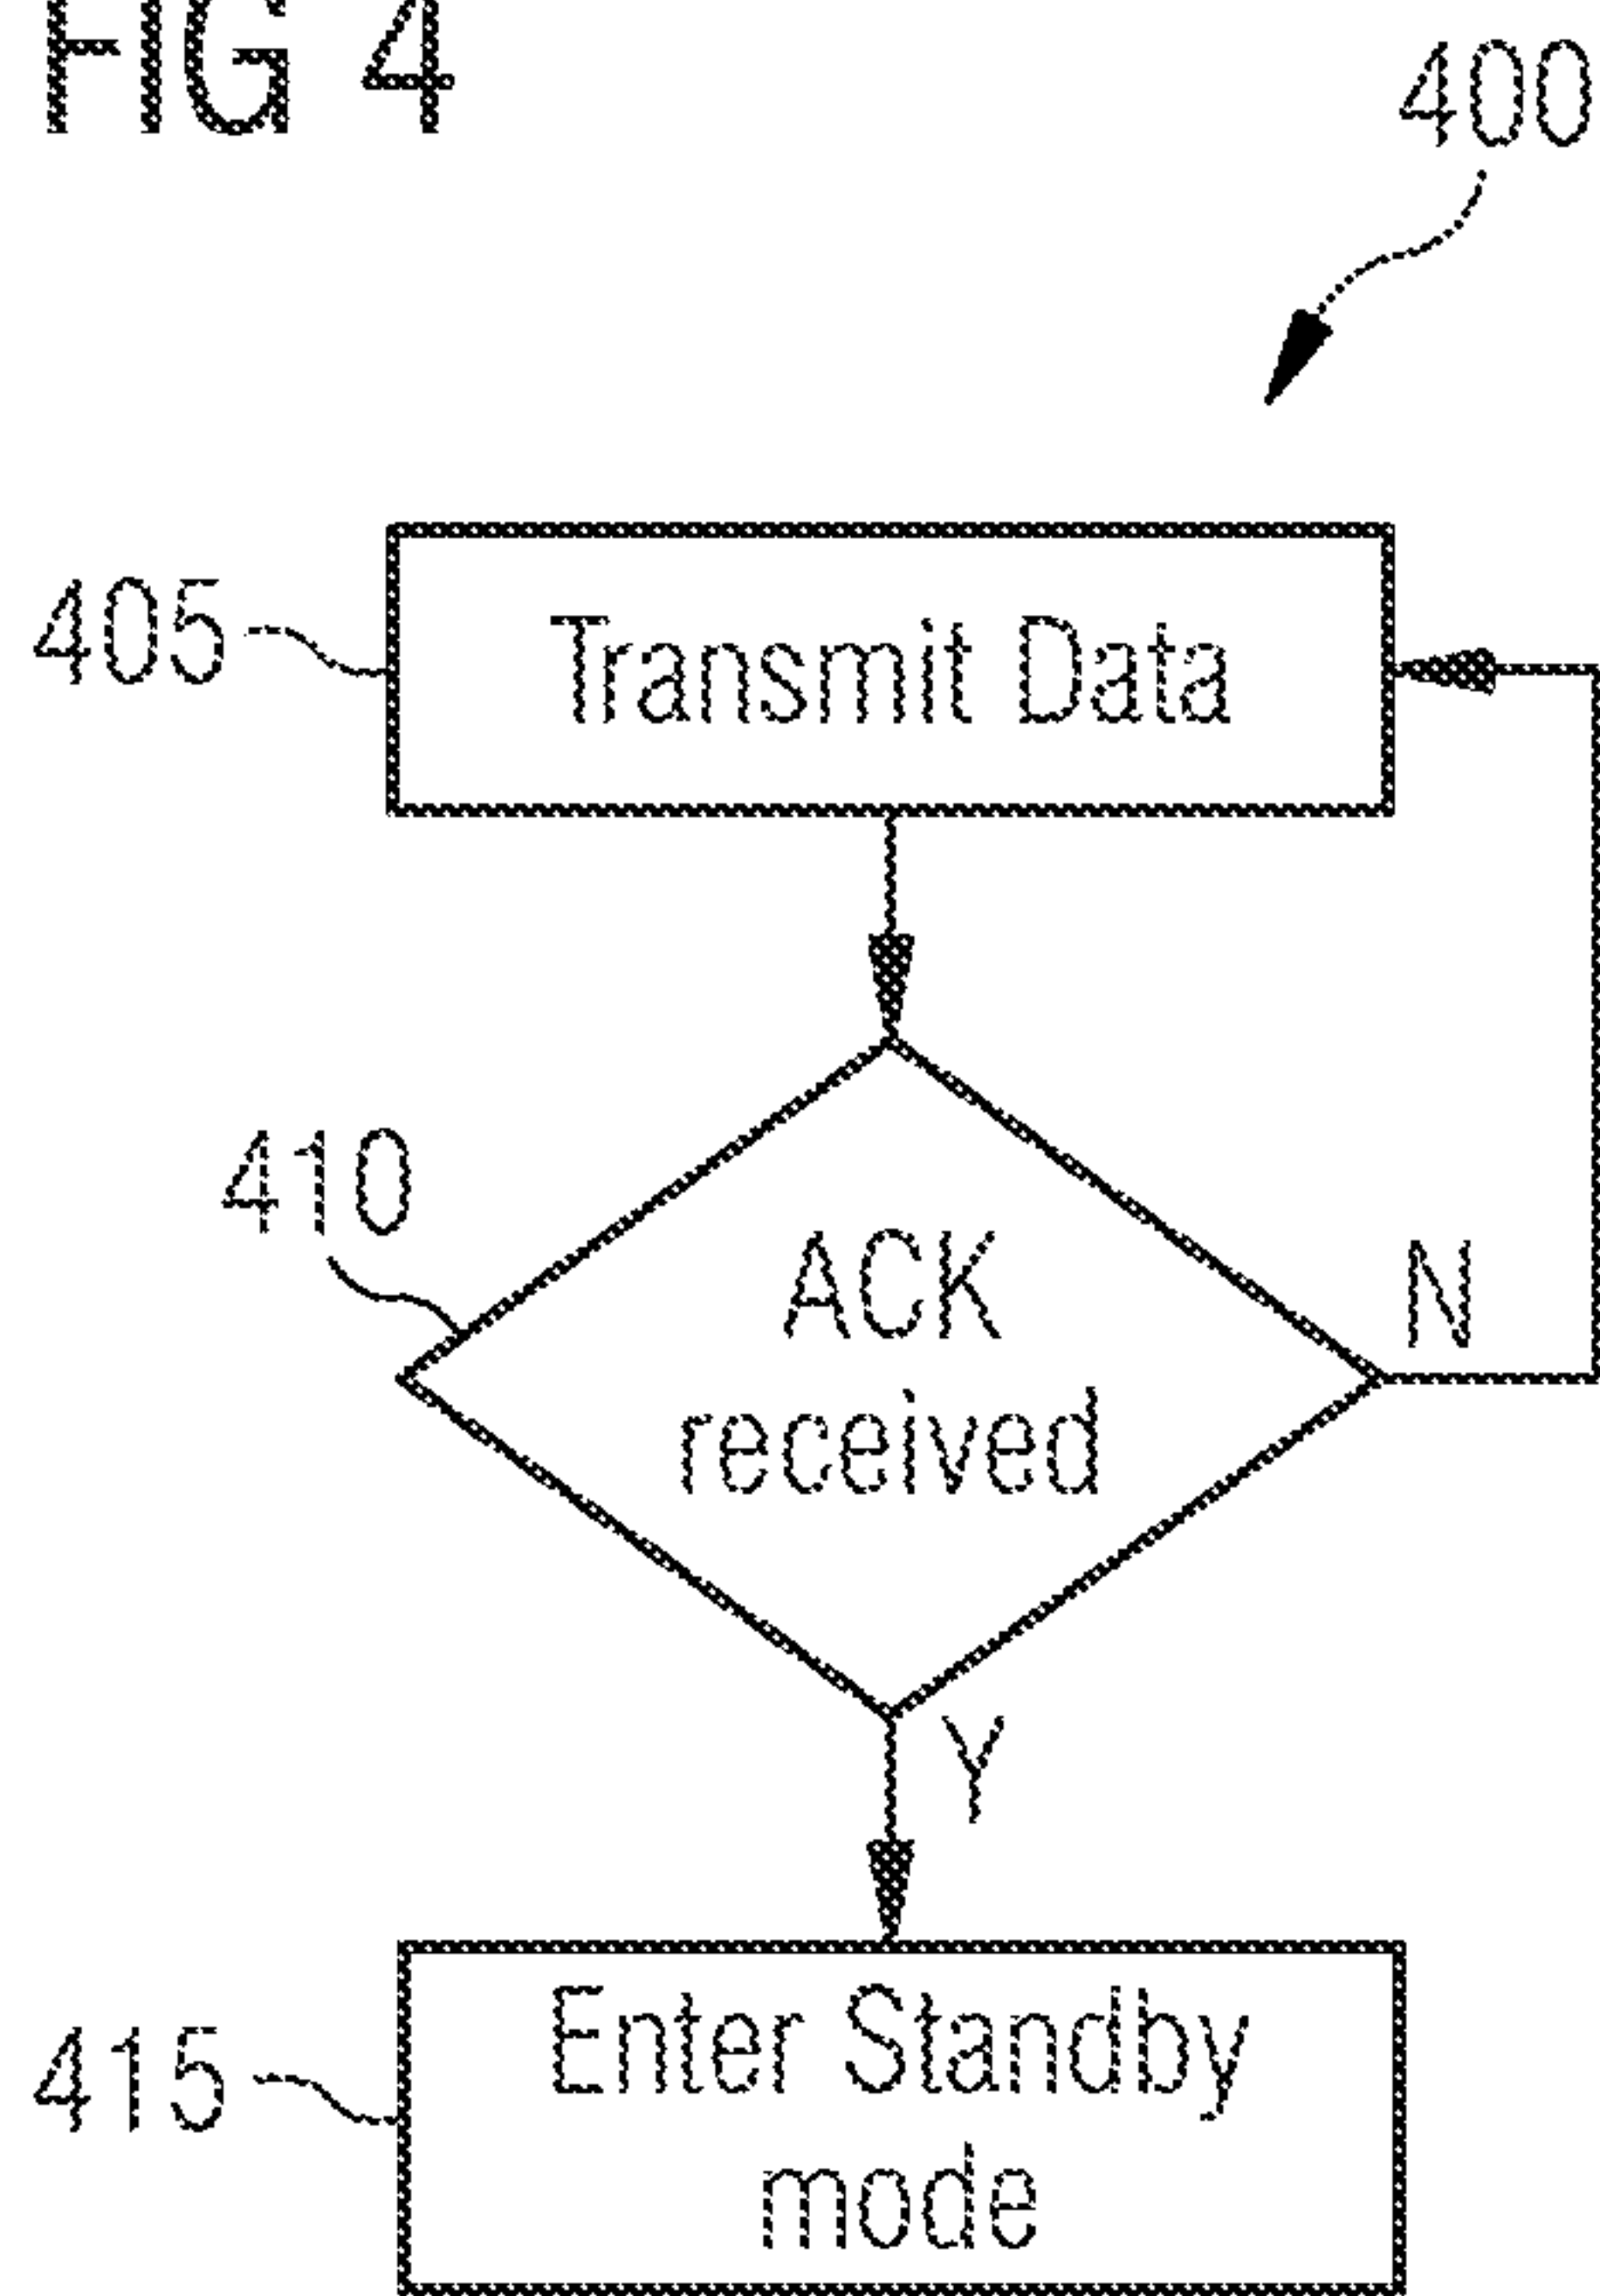 FIG 4
400
405
Transmit Data
410
ACK
received
N
Y
415
Enter Standby
mode